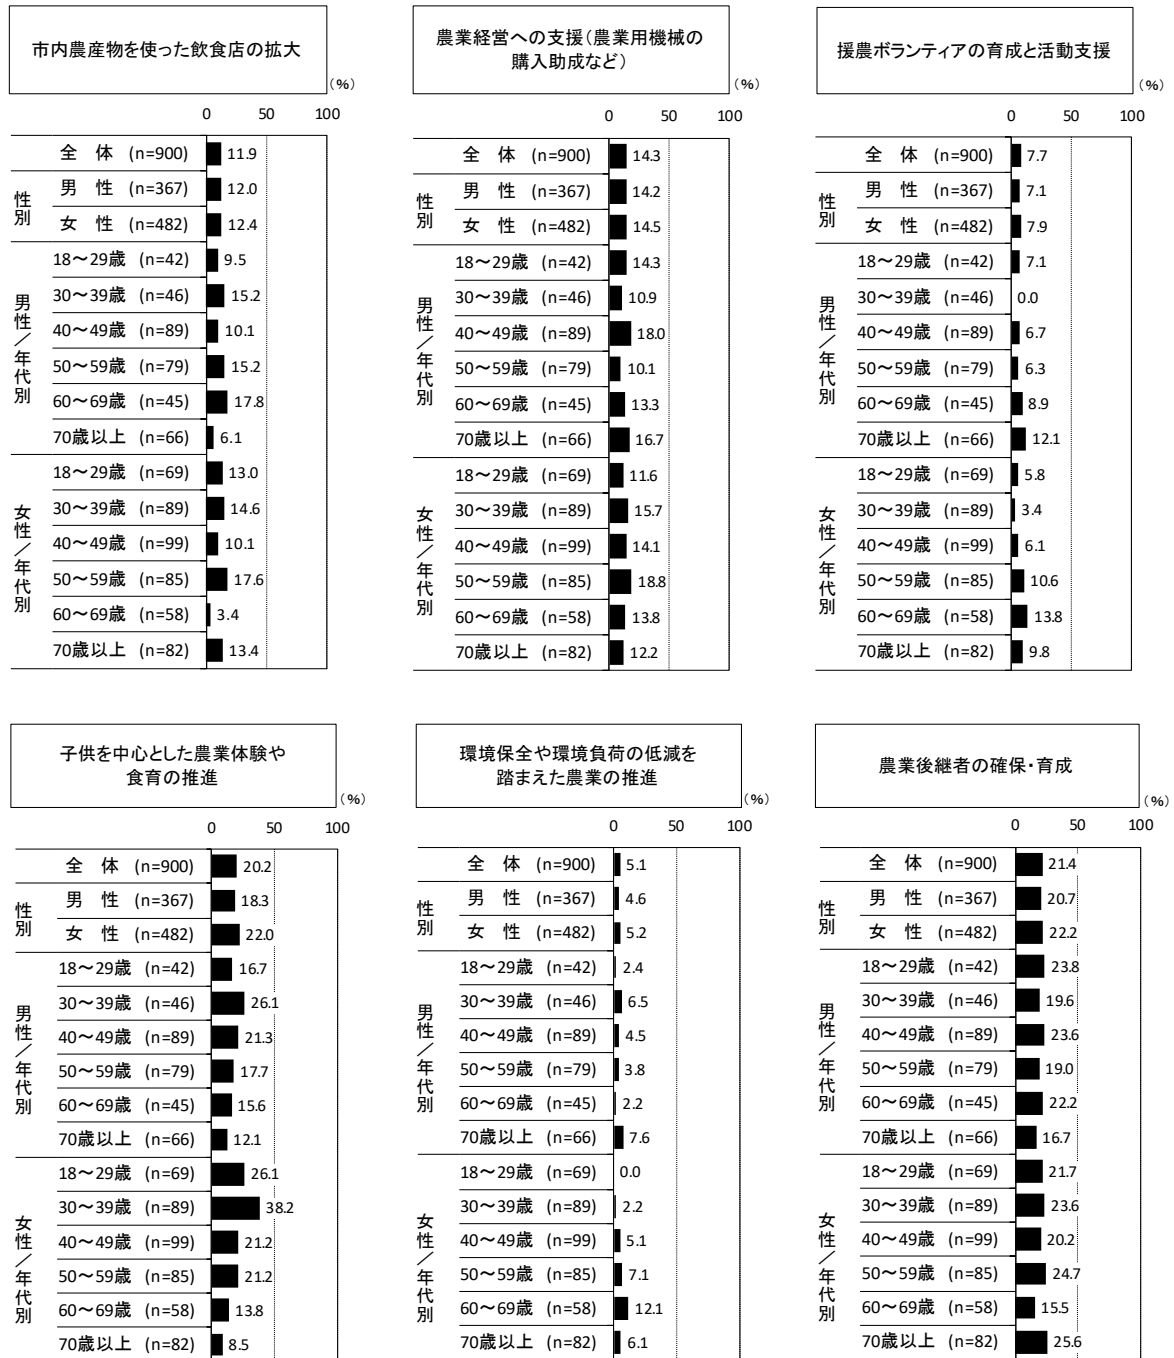 市内農産物を使った飲食店の拡大
(%)
0 50 100
全 体 (n=900) 11.9
性別
男 性 (n=367) 12.0
女 性 (n=482) 12.4
男性/年代別
18～29歳 (n=42) 9.5
30～39歳 (n=46) 15.2
40～49歳 (n=89) 10.1
50～59歳 (n=79) 15.2
60～69歳 (n=45) 17.8
70歳以上 (n=66) 6.1
女性/年代別
18～29歳 (n=69) 13.0
30～39歳 (n=89) 14.6
40～49歳 (n=99) 10.1
50～59歳 (n=85) 17.6
60～69歳 (n=58) 3.4
70歳以上 (n=82) 13.4
農業経営への支援(農業用機械の
購入助成など)
(%)
0 50 100
全 体 (n=900) 14.3
性別
男 性 (n=367) 14.2
女 性 (n=482) 14.5
男性/年代別
18～29歳 (n=42) 14.3
30～39歳 (n=46) 10.9
40～49歳 (n=89) 18.0
50～59歳 (n=79) 10.1
60～69歳 (n=45) 13.3
70歳以上 (n=66) 16.7
女性/年代別
18～29歳 (n=69) 11.6
30～39歳 (n=89) 15.7
40～49歳 (n=99) 14.1
50～59歳 (n=85) 18.8
60～69歳 (n=58) 13.8
70歳以上 (n=82) 12.2
援農ボランティアの育成と活動支援
(%)
0 50 100
全 体 (n=900) 7.7
性別
男 性 (n=367) 7.1
女 性 (n=482) 7.9
男性/年代別
18～29歳 (n=42) 7.1
30～39歳 (n=46) 0.0
40～49歳 (n=89) 6.7
50～59歳 (n=79) 6.3
60～69歳 (n=45) 8.9
70歳以上 (n=66) 12.1
女性/年代別
18～29歳 (n=69) 5.8
30～39歳 (n=89) 3.4
40～49歳 (n=99) 6.1
50～59歳 (n=85) 10.6
60～69歳 (n=58) 13.8
70歳以上 (n=82) 9.8
子供を中心とした農業体験や
食育の推進
(%)
0 50 100
全 体 (n=900) 20.2
性別
男 性 (n=367) 18.3
女 性 (n=482) 22.0
男性/年代別
18～29歳 (n=42) 16.7
30～39歳 (n=46) 26.1
40～49歳 (n=89) 21.3
50～59歳 (n=79) 17.7
60～69歳 (n=45) 15.6
70歳以上 (n=66) 12.1
女性/年代別
18～29歳 (n=69) 26.1
30～39歳 (n=89) 38.2
40～49歳 (n=99) 21.2
50～59歳 (n=85) 21.2
60～69歳 (n=58) 13.8
70歳以上 (n=82) 8.5
環境保全や環境負荷の低減を
踏まえた農業の推進
(%)
0 50 100
全 体 (n=900) 5.1
性別
男 性 (n=367) 4.6
女 性 (n=482) 5.2
男性/年代別
18～29歳 (n=42) 2.4
30～39歳 (n=46) 6.5
40～49歳 (n=89) 4.5
50～59歳 (n=79) 3.8
60～69歳 (n=45) 2.2
70歳以上 (n=66) 7.6
女性/年代別
18～29歳 (n=69) 0.0
30～39歳 (n=89) 2.2
40～49歳 (n=99) 5.1
50～59歳 (n=85) 7.1
60～69歳 (n=58) 12.1
70歳以上 (n=82) 6.1
農業後継者の確保・育成
(%)
0 50 100
全 体 (n=900) 21.4
性別
男 性 (n=367) 20.7
女 性 (n=482) 22.2
男性/年代別
18～29歳 (n=42) 23.8
30～39歳 (n=46) 19.6
40～49歳 (n=89) 23.6
50～59歳 (n=79) 19.0
60～69歳 (n=45) 22.2
70歳以上 (n=66) 16.7
女性/年代別
18～29歳 (n=69) 21.7
30～39歳 (n=89) 23.6
40～49歳 (n=99) 20.2
50～59歳 (n=85) 24.7
60～69歳 (n=58) 15.5
70歳以上 (n=82) 25.6